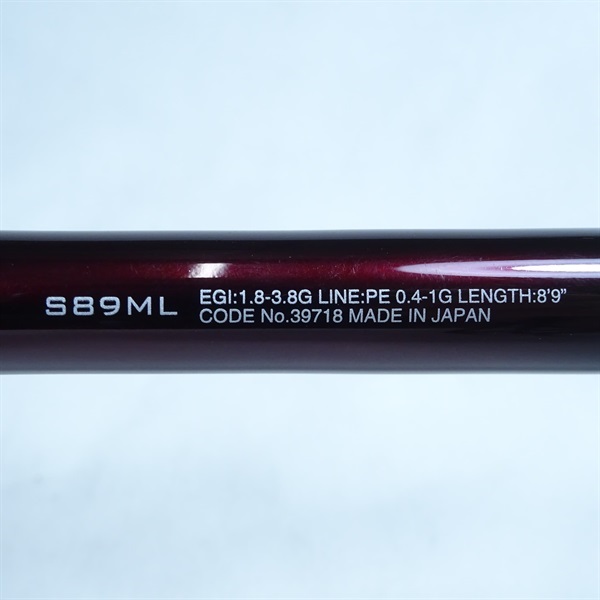 S89ML
EGI:1.8-3.8G LINE:PE 0.4-1G LENGTH:8'9”
CODE No.39718 MADE IN JAPAN